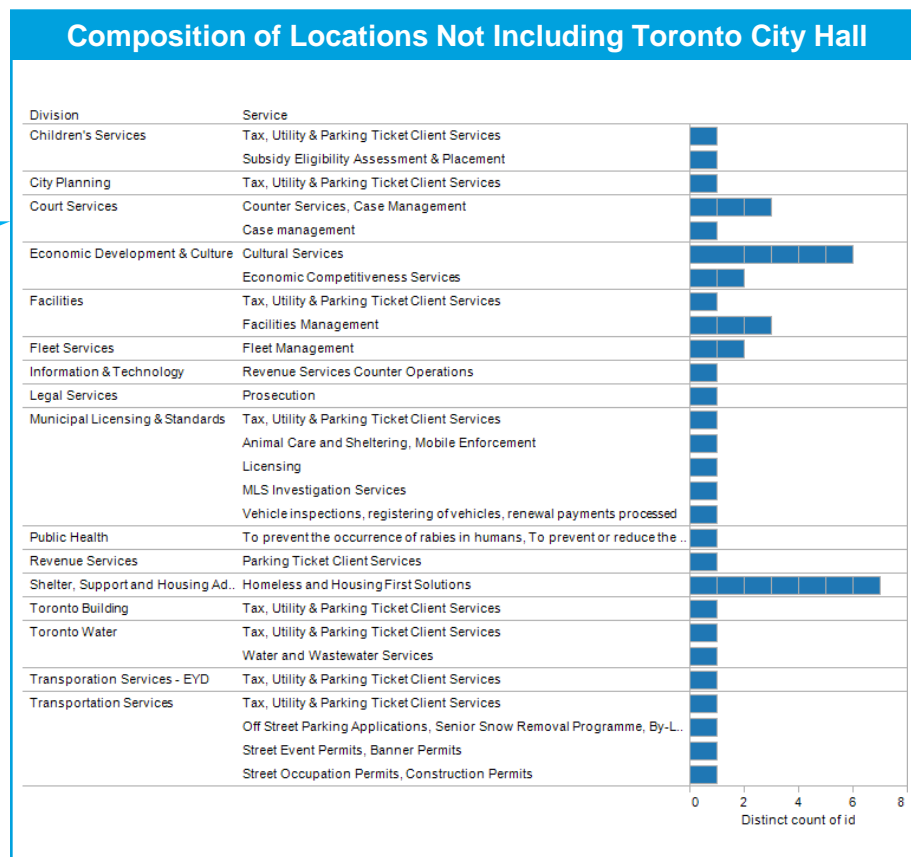 Composition of Locations Not Including Toronto City Hall
Division Service
Children's Services Tax, Utility & Parking Ticket Client Services
Subsidy Eligibility Assessment & Placement
City Planning Tax, Utility & Parking Ticket Client Services
Court Services Counter Services, Case Management
Case management
Economic Development & Culture Cultural Services
Economic Competitiveness Services
Facilities Tax, Utility & Parking Ticket Client Services
Facilities Management
Fleet Services Fleet Management
Information & Technology Revenue Services Counter Operations
Legal Services Prosecution
Municipal Licensing & Standards Tax, Utility & Parking Ticket Client Services
Animal Care and Sheltering, Mobile Enforcement
Licensing
MLS Investigation Services
Vehicle inspections, registering of vehicles, renewal payments processed
Public Health To prevent the occurrence of rabies in humans, To prevent or reduce the ..
Revenue Services Parking Ticket Client Services
Shelter, Support and Housing Ad.. Homeless and Housing First Solutions
Toronto Building Tax, Utility & Parking Ticket Client Services
Toronto Water Tax, Utility & Parking Ticket Client Services
Water and Wastewater Services
Transporation Services - EYD Tax, Utility & Parking Ticket Client Services
Transportation Services Tax, Utility & Parking Ticket Client Services
Off Street Parking Applications, Senior Snow Removal Programme, By-L..
Street Event Permits, Banner Permits
Street Occupation Permits, Construction Permits
0 2 4 6 8
Distinct count of id